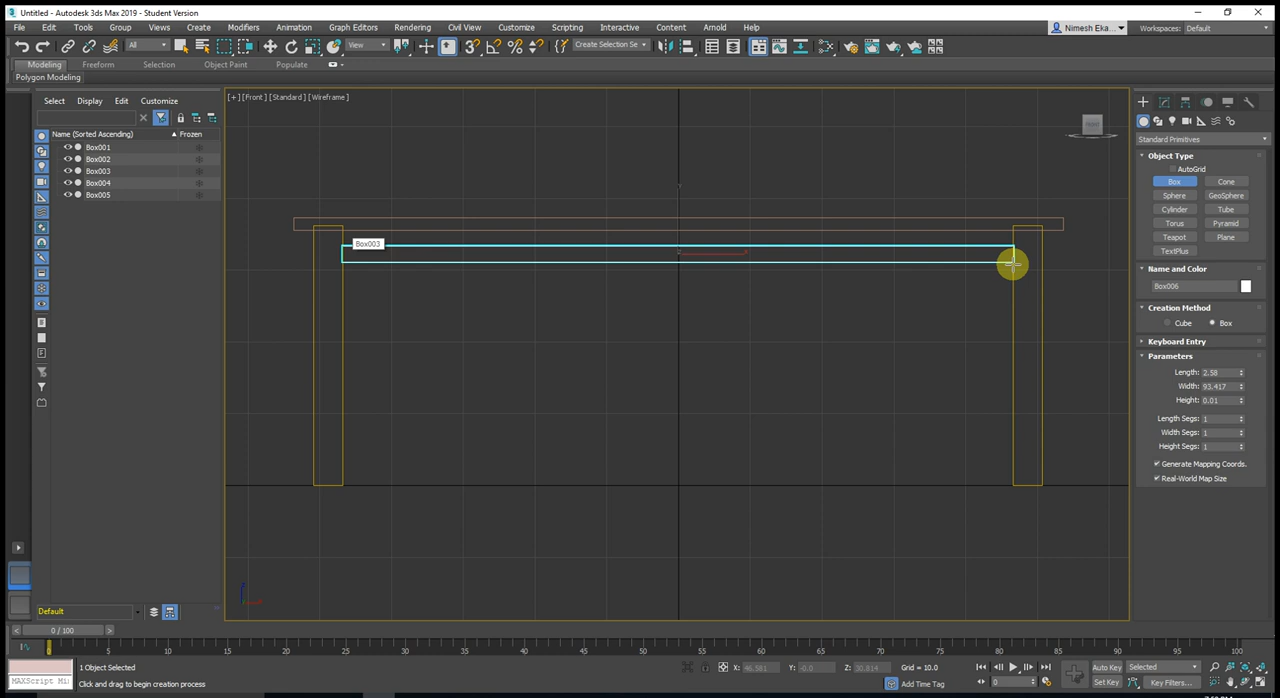 Untitled - Autodesk 3ds Max 2019 - Student Version
File Edit Tools Group Views Create Modifiers Animation Graph Editors Rendering Civil View Customize Scripting Interactive Content Arnold Help
Nimesh Eka... Workspaces: Default
All View Create Selection Se
Modeling Freeform Selection Object Paint Populate
Polygon Modeling
Select Display Edit Customize
Name (Sorted Ascending) Frozen
Box001
Box002
Box003
Box004
Box005
Default
[+] [Front] [Standard] [Wireframe]
Box003
Standard Primitives
Object Type
AutoGrid
Box Cone
Sphere GeoSphere
Cylinder Tube
Torus Pyramid
Teapot Plane
TextPlus
Name and Color
Box006
Creation Method
Cube Box
Keyboard Entry
Parameters
Length: 2.58
Width: 93.417
Height: 0.01
Length Segs: 1
Width Segs: 1
Height Segs: 1
Generate Mapping Coords.
Real-World Map Size
0 / 100
5 10 15 20 25 30 35 40 45 50 55 60 65 70 75 80 85 90 95 100
1 Object Selected X: 46.581 Y: -0.0 Z: 30.814 Grid = 10.0 Auto Key Selected
MAXScript Mi: Click and drag to begin creation process Add Time Tag 0 Set Key Key Filters...